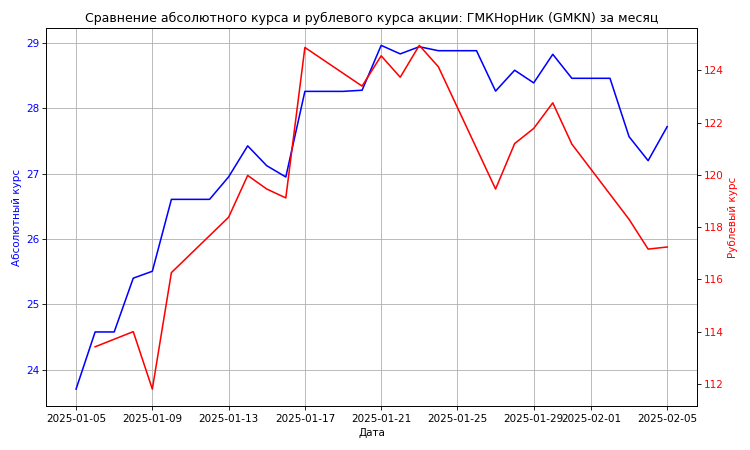 Сравнение абсолютного курса и рублевого курса акции: ГМКНорНик (GMKN) за месяц
29
28
27
26
25
24
Абсолютный курс
124
122
120
118
116
114
112
Рублевый курс
2025-01-05 2025-01-09 2025-01-13 2025-01-17 2025-01-21 2025-01-25 2025-01-29 2025-02-01 2025-02-05
Дата